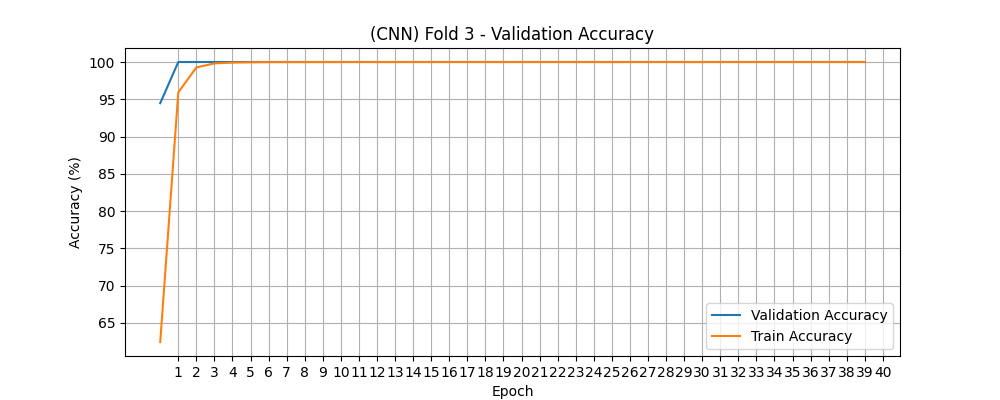 (CNN) Fold 3 - Validation Accuracy
Accuracy (%)
100
95
90
85
80
75
70
65
Validation Accuracy
Train Accuracy
1 2 3 4 5 6 7 8 9 10 11 12 13 14 15 16 17 18 19 20 21 22 23 24 25 26 27 28 29 30 31 32 33 34 35 36 37 38 39 40
Epoch